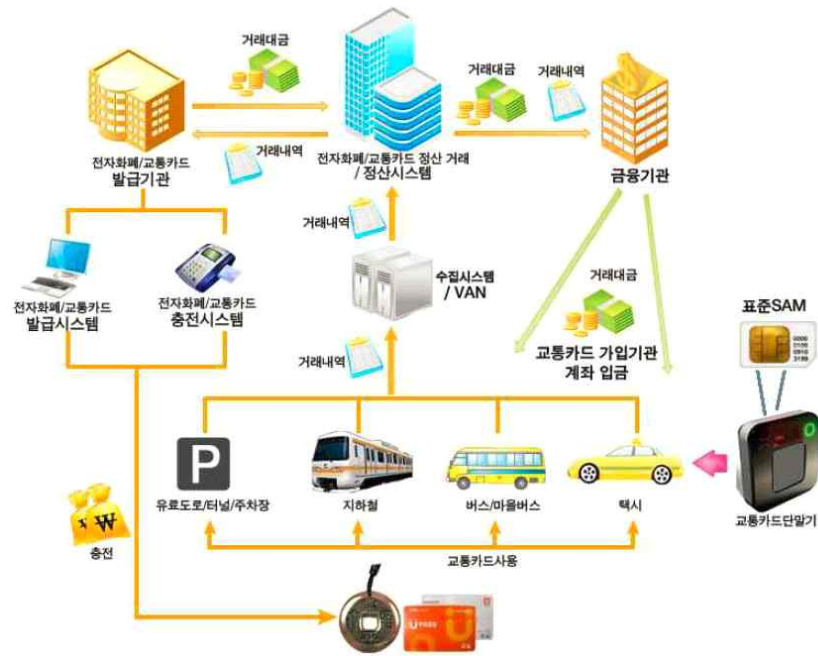 거래대금
거래내역
전자화폐/교통카드
발급기관
전자화폐/교통카드 정산 거래
/ 정산시스템
거래대금
거래내역
금융기관
거래내역
수집시스템
/ VAN
전자화폐/교통카드
발급시스템
전자화폐/교통카드
충전시스템
거래대금
교통카드 가입기관
계좌 입금
표준SAM
거래내역
P
유료도로/터널/주차장
지하철
버스/마을버스
택시
교통카드단말기
교통카드사용
₩
충전